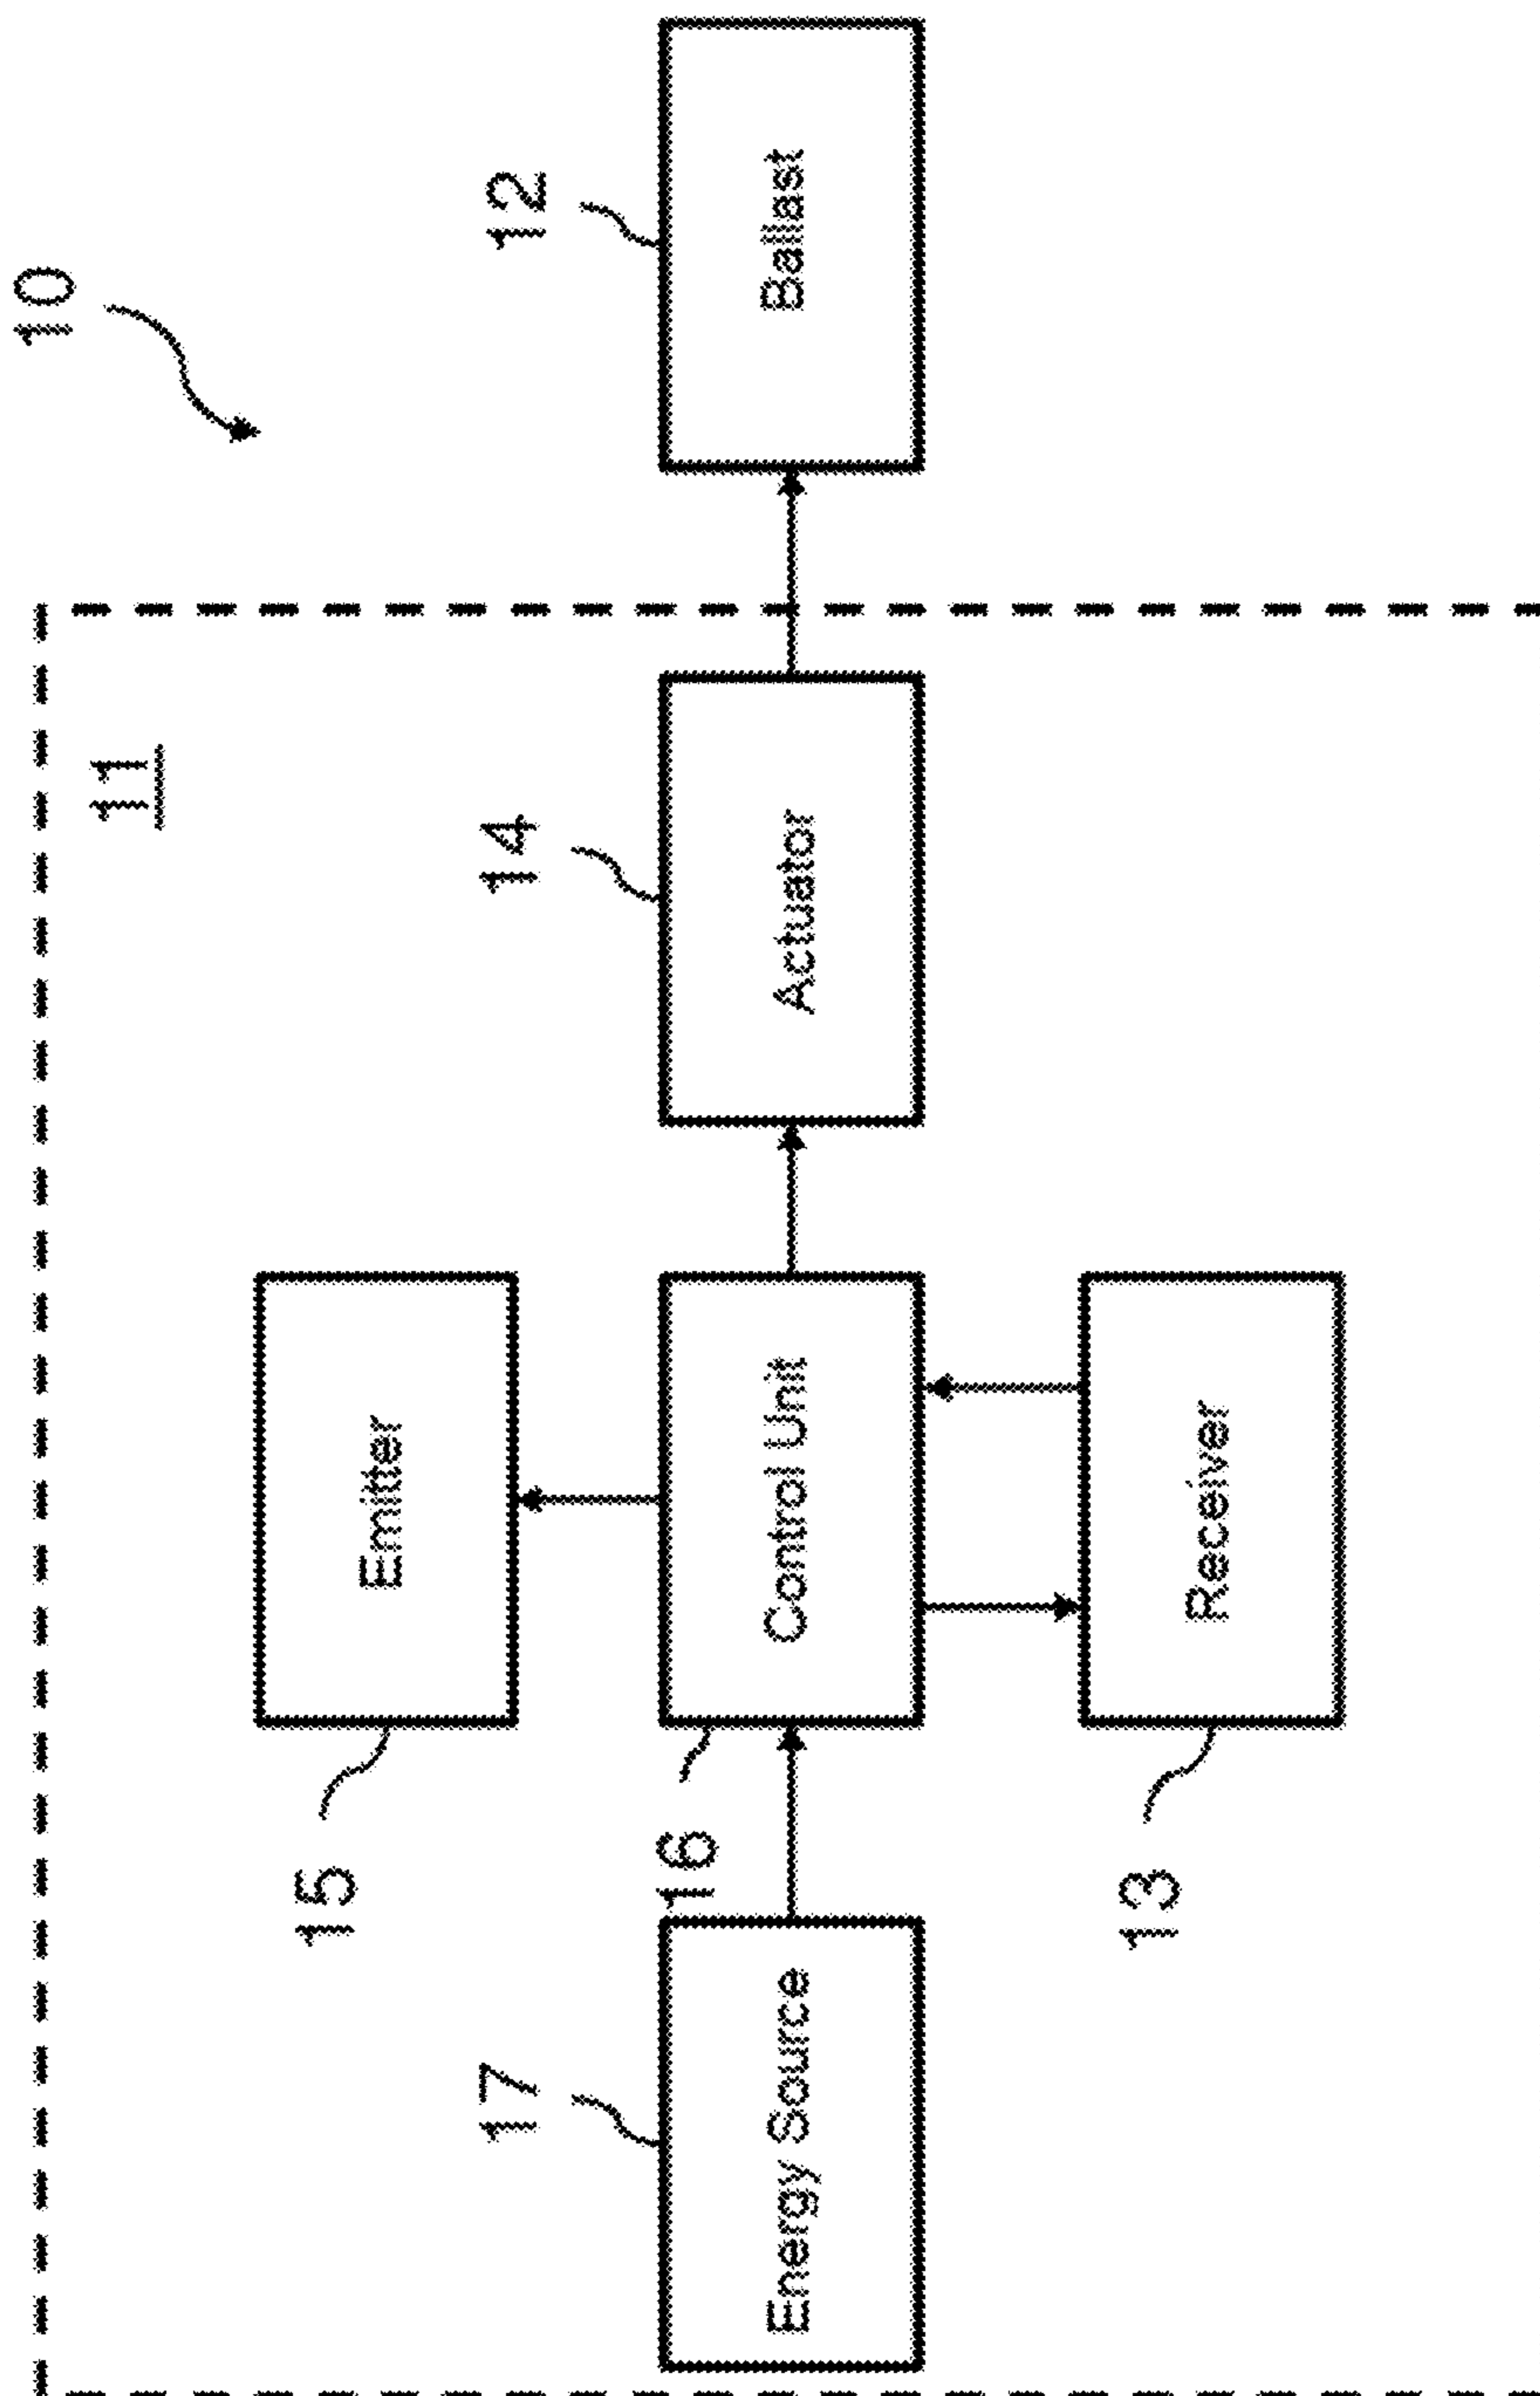 10
11
15
Emitter
17
16
14
12
Energy Source
Control Unit
Actuator
Ballast
13
Receiver